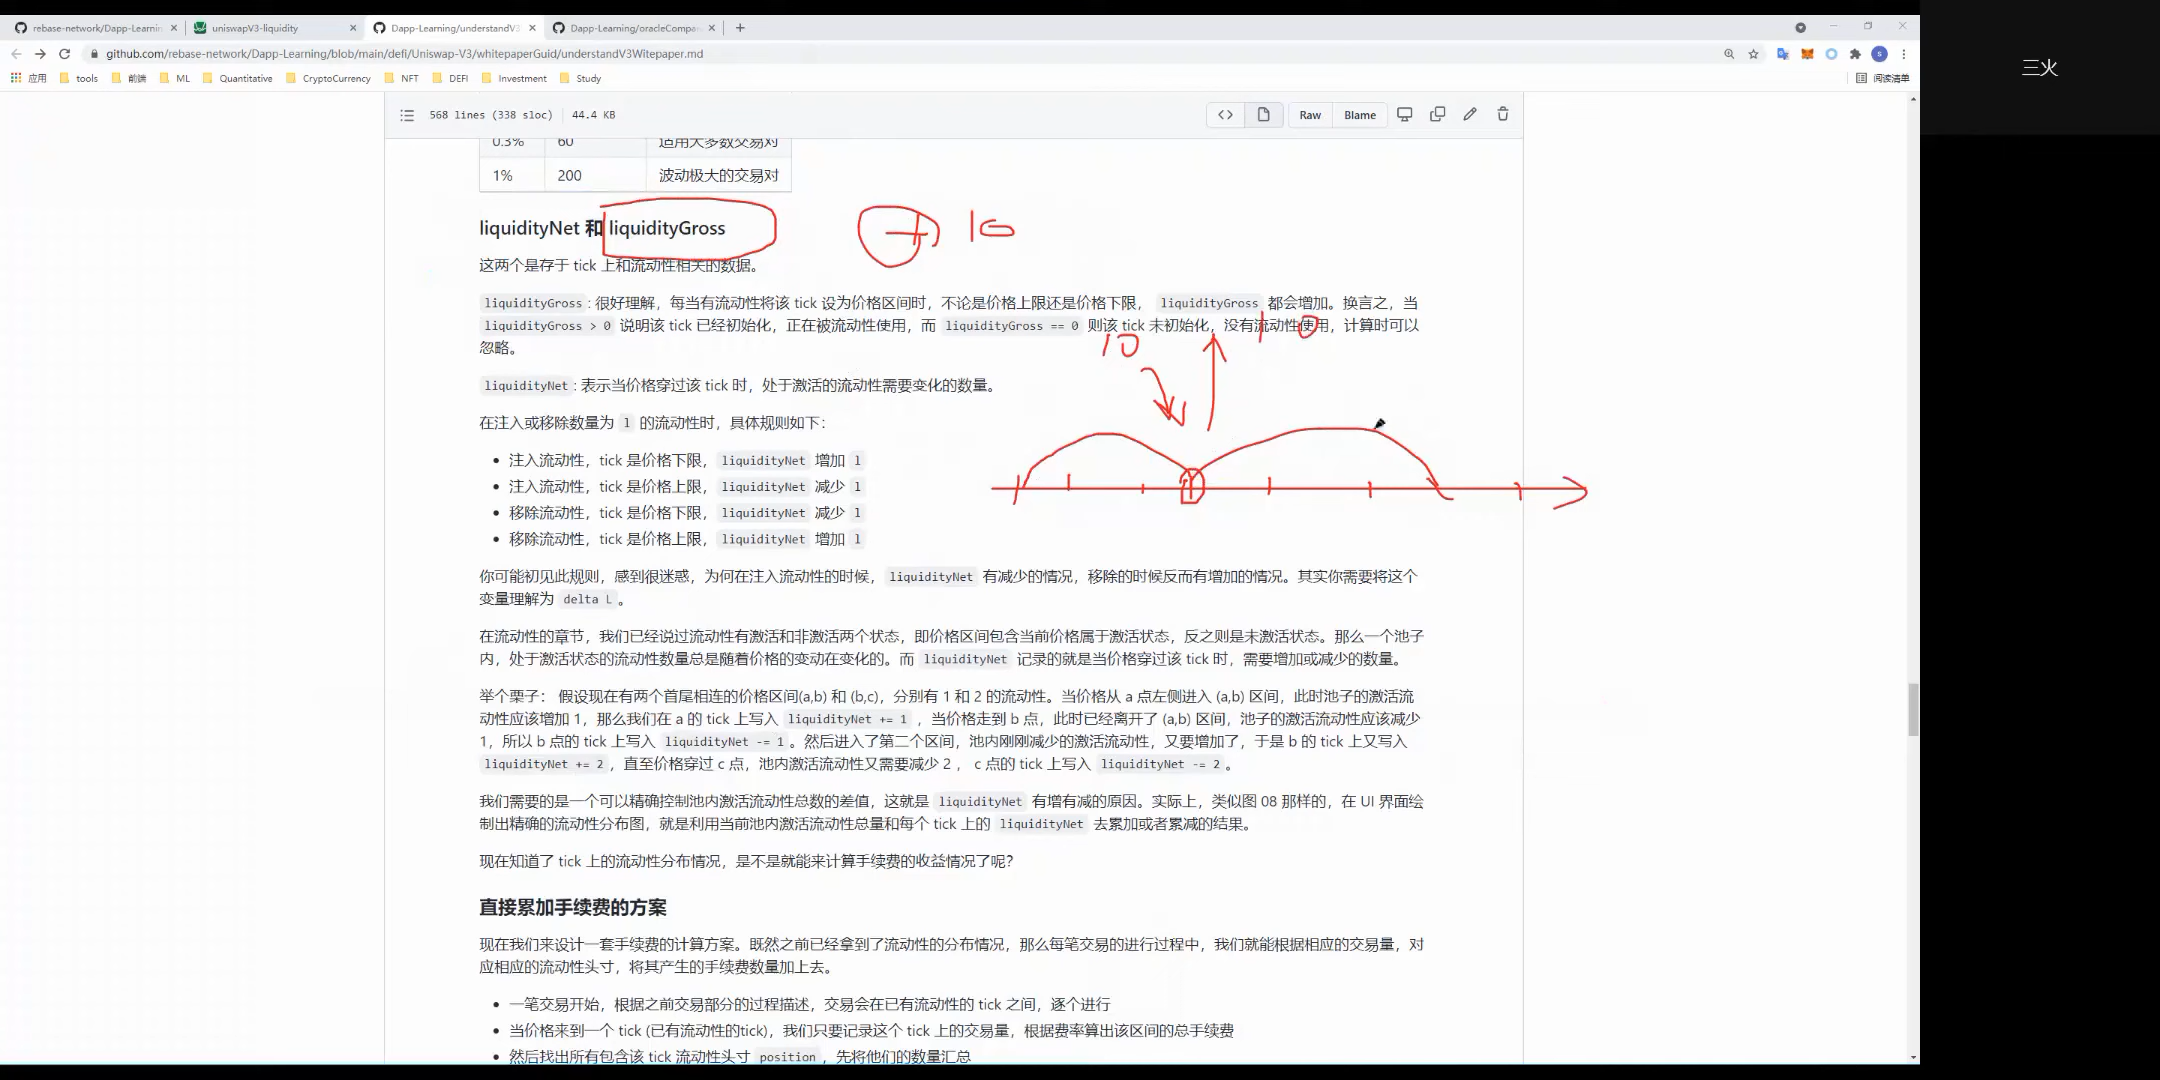 rebase-network/Dapp-Learnin
uniswapV3-liquidity
Dapp-Learning/understandV3
Dapp-Learning/oracleCompa
github.com/rebase-network/Dapp-Learning/blob/main/defi/Uniswap-V3/whitepaperGuid/understandV3Witepaper.md
应用 tools 前端 ML Quantitative CryptoCurrency NFT DEFI Investment Study 阅读清单
三火
568 lines (338 sloc) 44.4 KB Raw Blame
0.3% 60 适用大多数交易对
1% 200 波动极大的交易对
liquidityNet 和 liquidityGross
10
这两个是存于 tick 上和流动性相关的数据。
liquidityGross : 很好理解，每当有流动性将该 tick 设为价格区间时，不论是价格上限还是价格下限， liquidityGross 都会增加。换言之，当
liquidityGross > 0 说明该 tick 已经初始化，正在被流动性使用，而 liquidityGross == 0 则该 tick 未初始化，没有流动性使用，计算时可以
忽略。
10
10
liquidityNet : 表示当价格穿过该 tick 时，处于激活的流动性需要变化的数量。
在注入或移除数量为 l 的流动性时，具体规则如下：
• 注入流动性，tick 是价格下限， liquidityNet 增加 l
• 注入流动性，tick 是价格上限， liquidityNet 减少 l
• 移除流动性，tick 是价格下限， liquidityNet 减少 l
• 移除流动性，tick 是价格上限， liquidityNet 增加 l
你可能初见此规则，感到很迷惑，为何在注入流动性的时候， liquidityNet 有减少的情况，移除的时候反而有增加的情况。其实你需要将这个
变量理解为 delta L 。
在流动性的章节，我们已经说过流动性有激活和非激活两个状态，即价格区间包含当前价格属于激活状态，反之则是未激活状态。那么一个池子
内，处于激活状态的流动性数量总是随着价格的变动在变化的。而 liquidityNet 记录的就是当价格穿过该 tick 时，需要增加或减少的数量。
举个栗子： 假设现在有两个首尾相连的价格区间(a,b) 和 (b,c)，分别有 1 和 2 的流动性。当价格从 a 点左侧进入 (a,b) 区间，此时池子的激活流
动性应该增加 1，那么我们在 a 的 tick 上写入 liquidityNet += 1 ，当价格走到 b 点，此时已经离开了 (a,b) 区间，池子的激活流动性应该减少
1，所以 b 点的 tick 上写入 liquidityNet -= 1 。然后进入了第二个区间，池内刚刚减少的激活流动性，又要增加了，于是 b 的 tick 上又写入
liquidityNet += 2 ，直至价格穿过 c 点，池内激活流动性又需要减少 2 ， c 点的 tick 上写入 liquidityNet -= 2 。
我们需要的是一个可以精确控制池内激活流动性总数的差值，这就是 liquidityNet 有增有减的原因。实际上，类似图 08 那样的，在 UI 界面绘
制出精确的流动性分布图，就是利用当前池内激活流动性总量和每个 tick 上的 liquidityNet 去累加或者累减的结果。
现在知道了 tick 上的流动性分布情况，是不是就能来计算手续费的收益情况了呢？
直接累加手续费的方案
现在我们来设计一套手续费的计算方案。既然之前已经拿到了流动性的分布情况，那么每笔交易的进行过程中，我们就能根据相应的交易量，对
应相应的流动性头寸，将其产生的手续费数量加上去。
• 一笔交易开始，根据之前交易部分的过程描述，交易会在已有流动性的 tick 之间，逐个进行
• 当价格来到一个 tick (已有流动性的tick)，我们只要记录这个 tick 上的交易量，根据费率算出该区间的总手续费
• 然后找出所有包含该 tick 流动性头寸 position ，先将他们的数量汇总